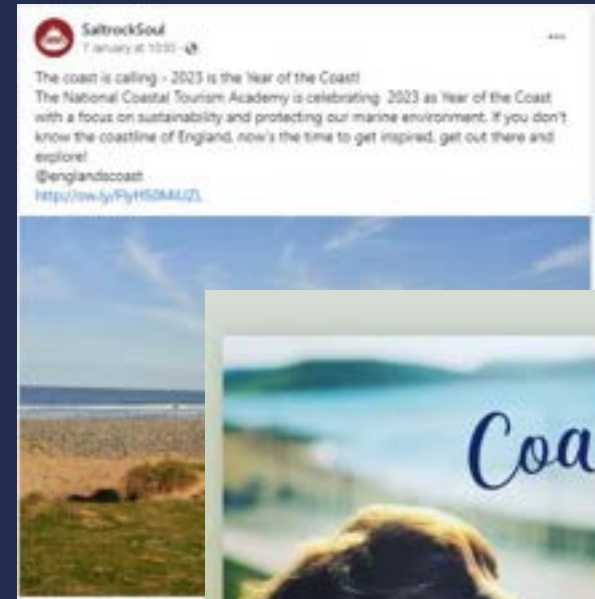 SaltrockSoul
7 January at 10:00
The coast is calling - 2023 is the Year of the Coast!
The National Coastal Tourism Academy is celebrating 2023 as Year of the Coast
with a focus on sustainability and protecting our marine environment. If you don't
know the coastline of England, now's the time to get inspired, get out there and
explore!
@englandscoast
Coa